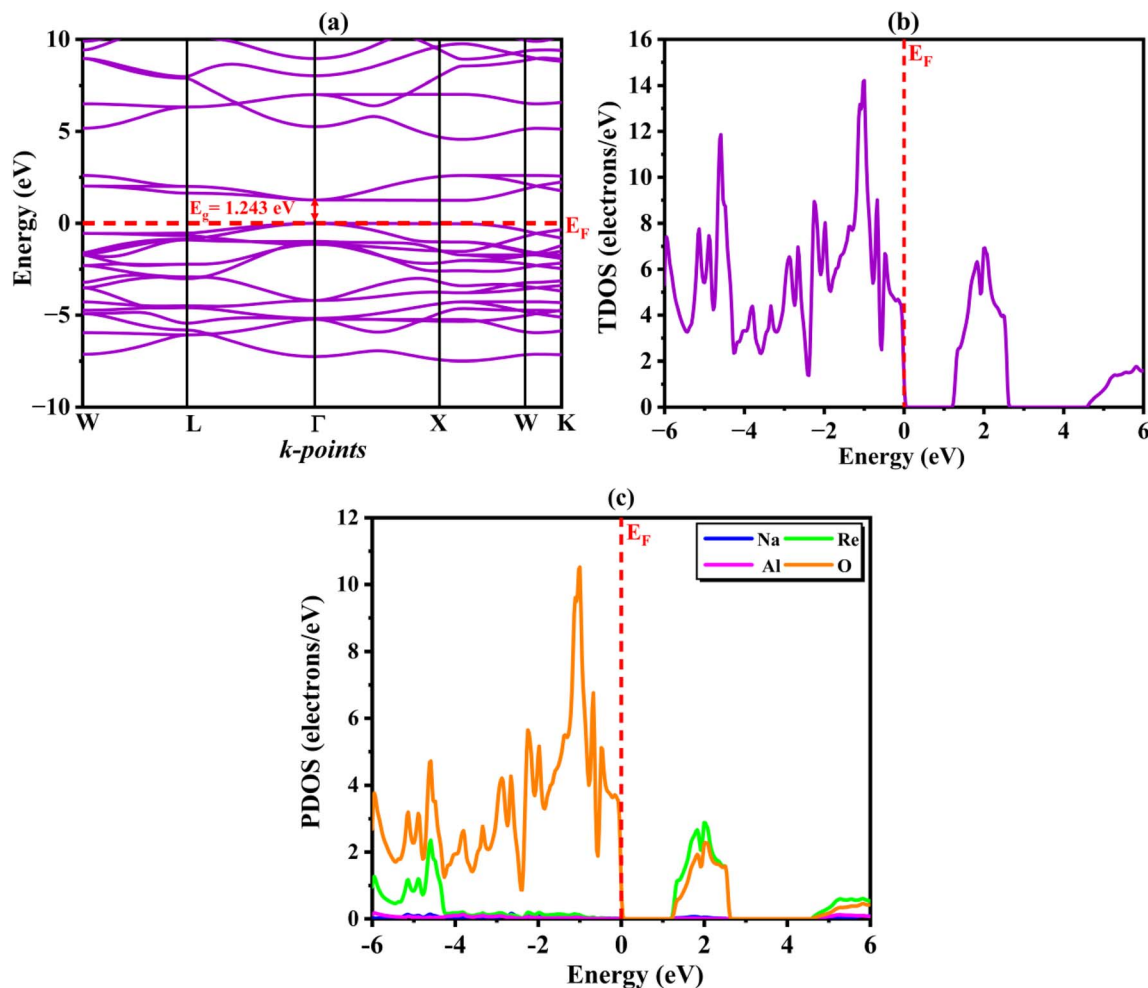 (a)
10
5
0
−5
−10
Energy (eV)
E_g= 1.243 eV
E_F
W L Γ X W K
k-points
(b)
16
14
12
10
8
6
4
2
0
TDOS (electrons/eV)
E_F
−6 −4 −2 0 2 4 6
Energy (eV)
(c)
12
10
8
6
4
2
0
PDOS (electrons/eV)
E_F
Na Re
Al O
-6 -4 -2 0 2 4 6
Energy (eV)